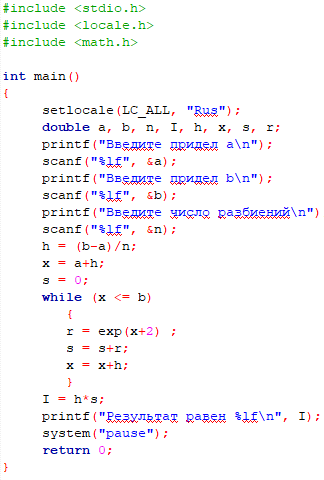 #include <stdio.h>
#include <locale.h>
#include <math.h>
int main()
{
setlocale(LC_ALL, "Rus");
double a, b, n, I, h, x, s, r;
printf("Введите придел a\n");
scanf("%lf", &a);
printf("Введите придел b\n");
scanf("%lf", &b);
printf("Введите число разбиений\n")
scanf("%lf", &n);
h = (b-a)/n;
x = a+h;
s = 0;
while (x <= b)
{
r = exp(x+2) ;
s = s+r;
x = x+h;
}
I = h*s;
printf("Результат равен %lf\n", I);
system("pause");
return 0;
}